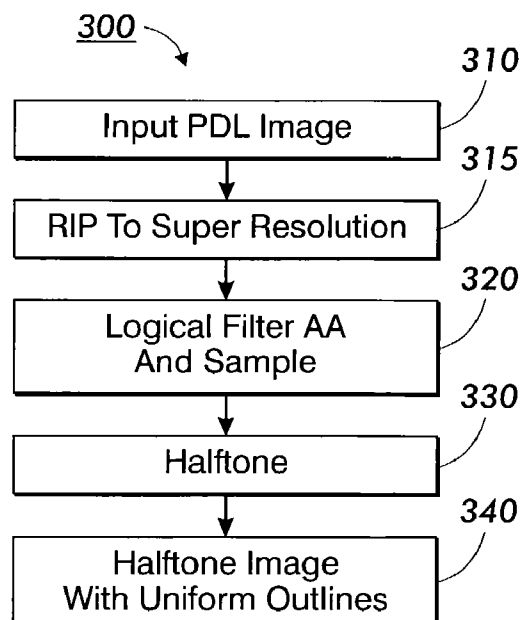 300
310
Input PDL Image
315
RIP To Super Resolution
320
Logical Filter AA
And Sample
330
Halftone
340
Halftone Image
With Uniform Outlines